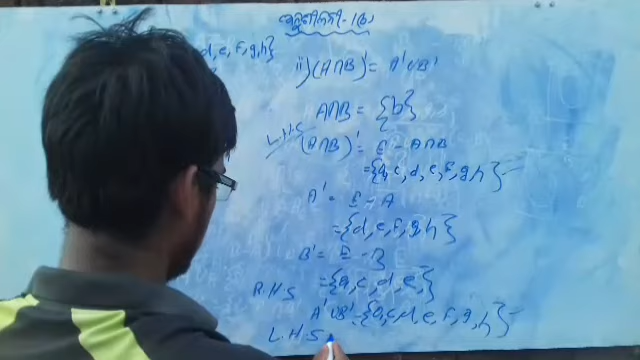 d, e, f, g, h}
ii) (A∩B)' = A'∪B'
A∩B = {b}
L.H.S (A∩B)' = E - A∩B
= {a, c, d, e, f, g, h}
A' = E - A
= {d, e, f, g, h}
B' = E - B
R.H.S = {a, c, d, e,}
A'∪B' = {a, c, d, e, f, g, h}
L.H.S